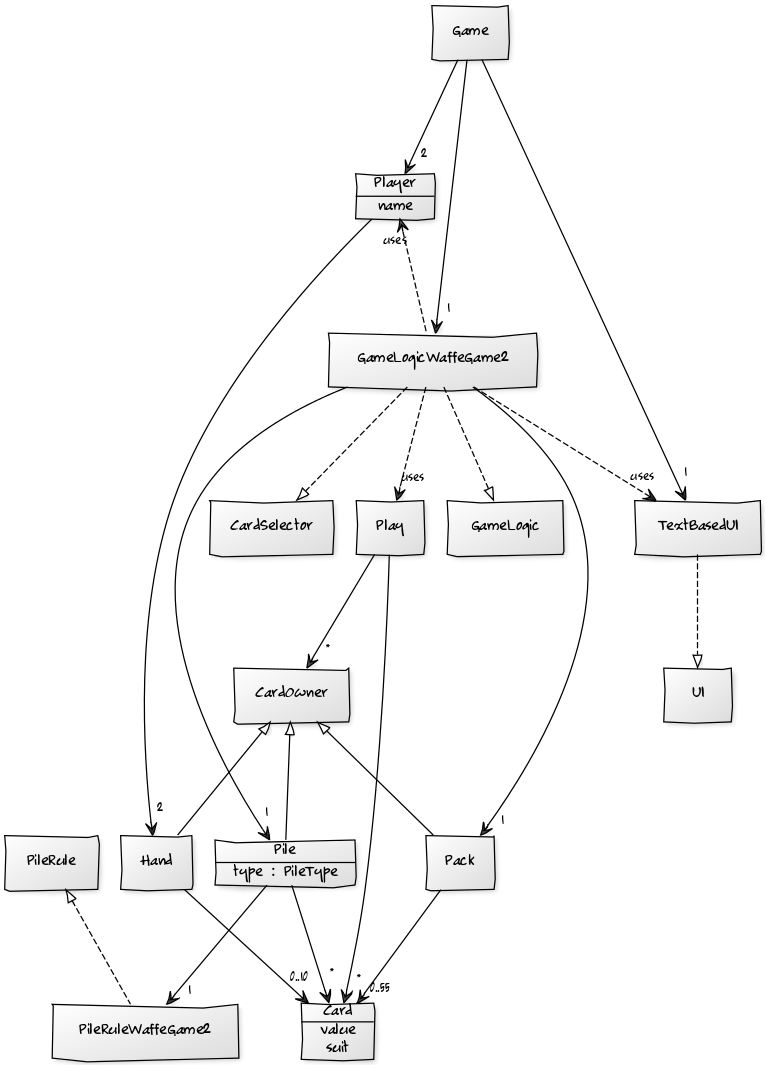 Game
2
Player
name
uses
1
GameLogicWaffeGame2
uses
uses
1
CardSelector
Play
GameLogic
TextBasedUI
*
CardOwner
UI
2
1
1
PileRule
Hand
Pile
type : PileType
Pack
0..10
*
*
0..55
1
PileRuleWaffeGame2
Card
value
suit